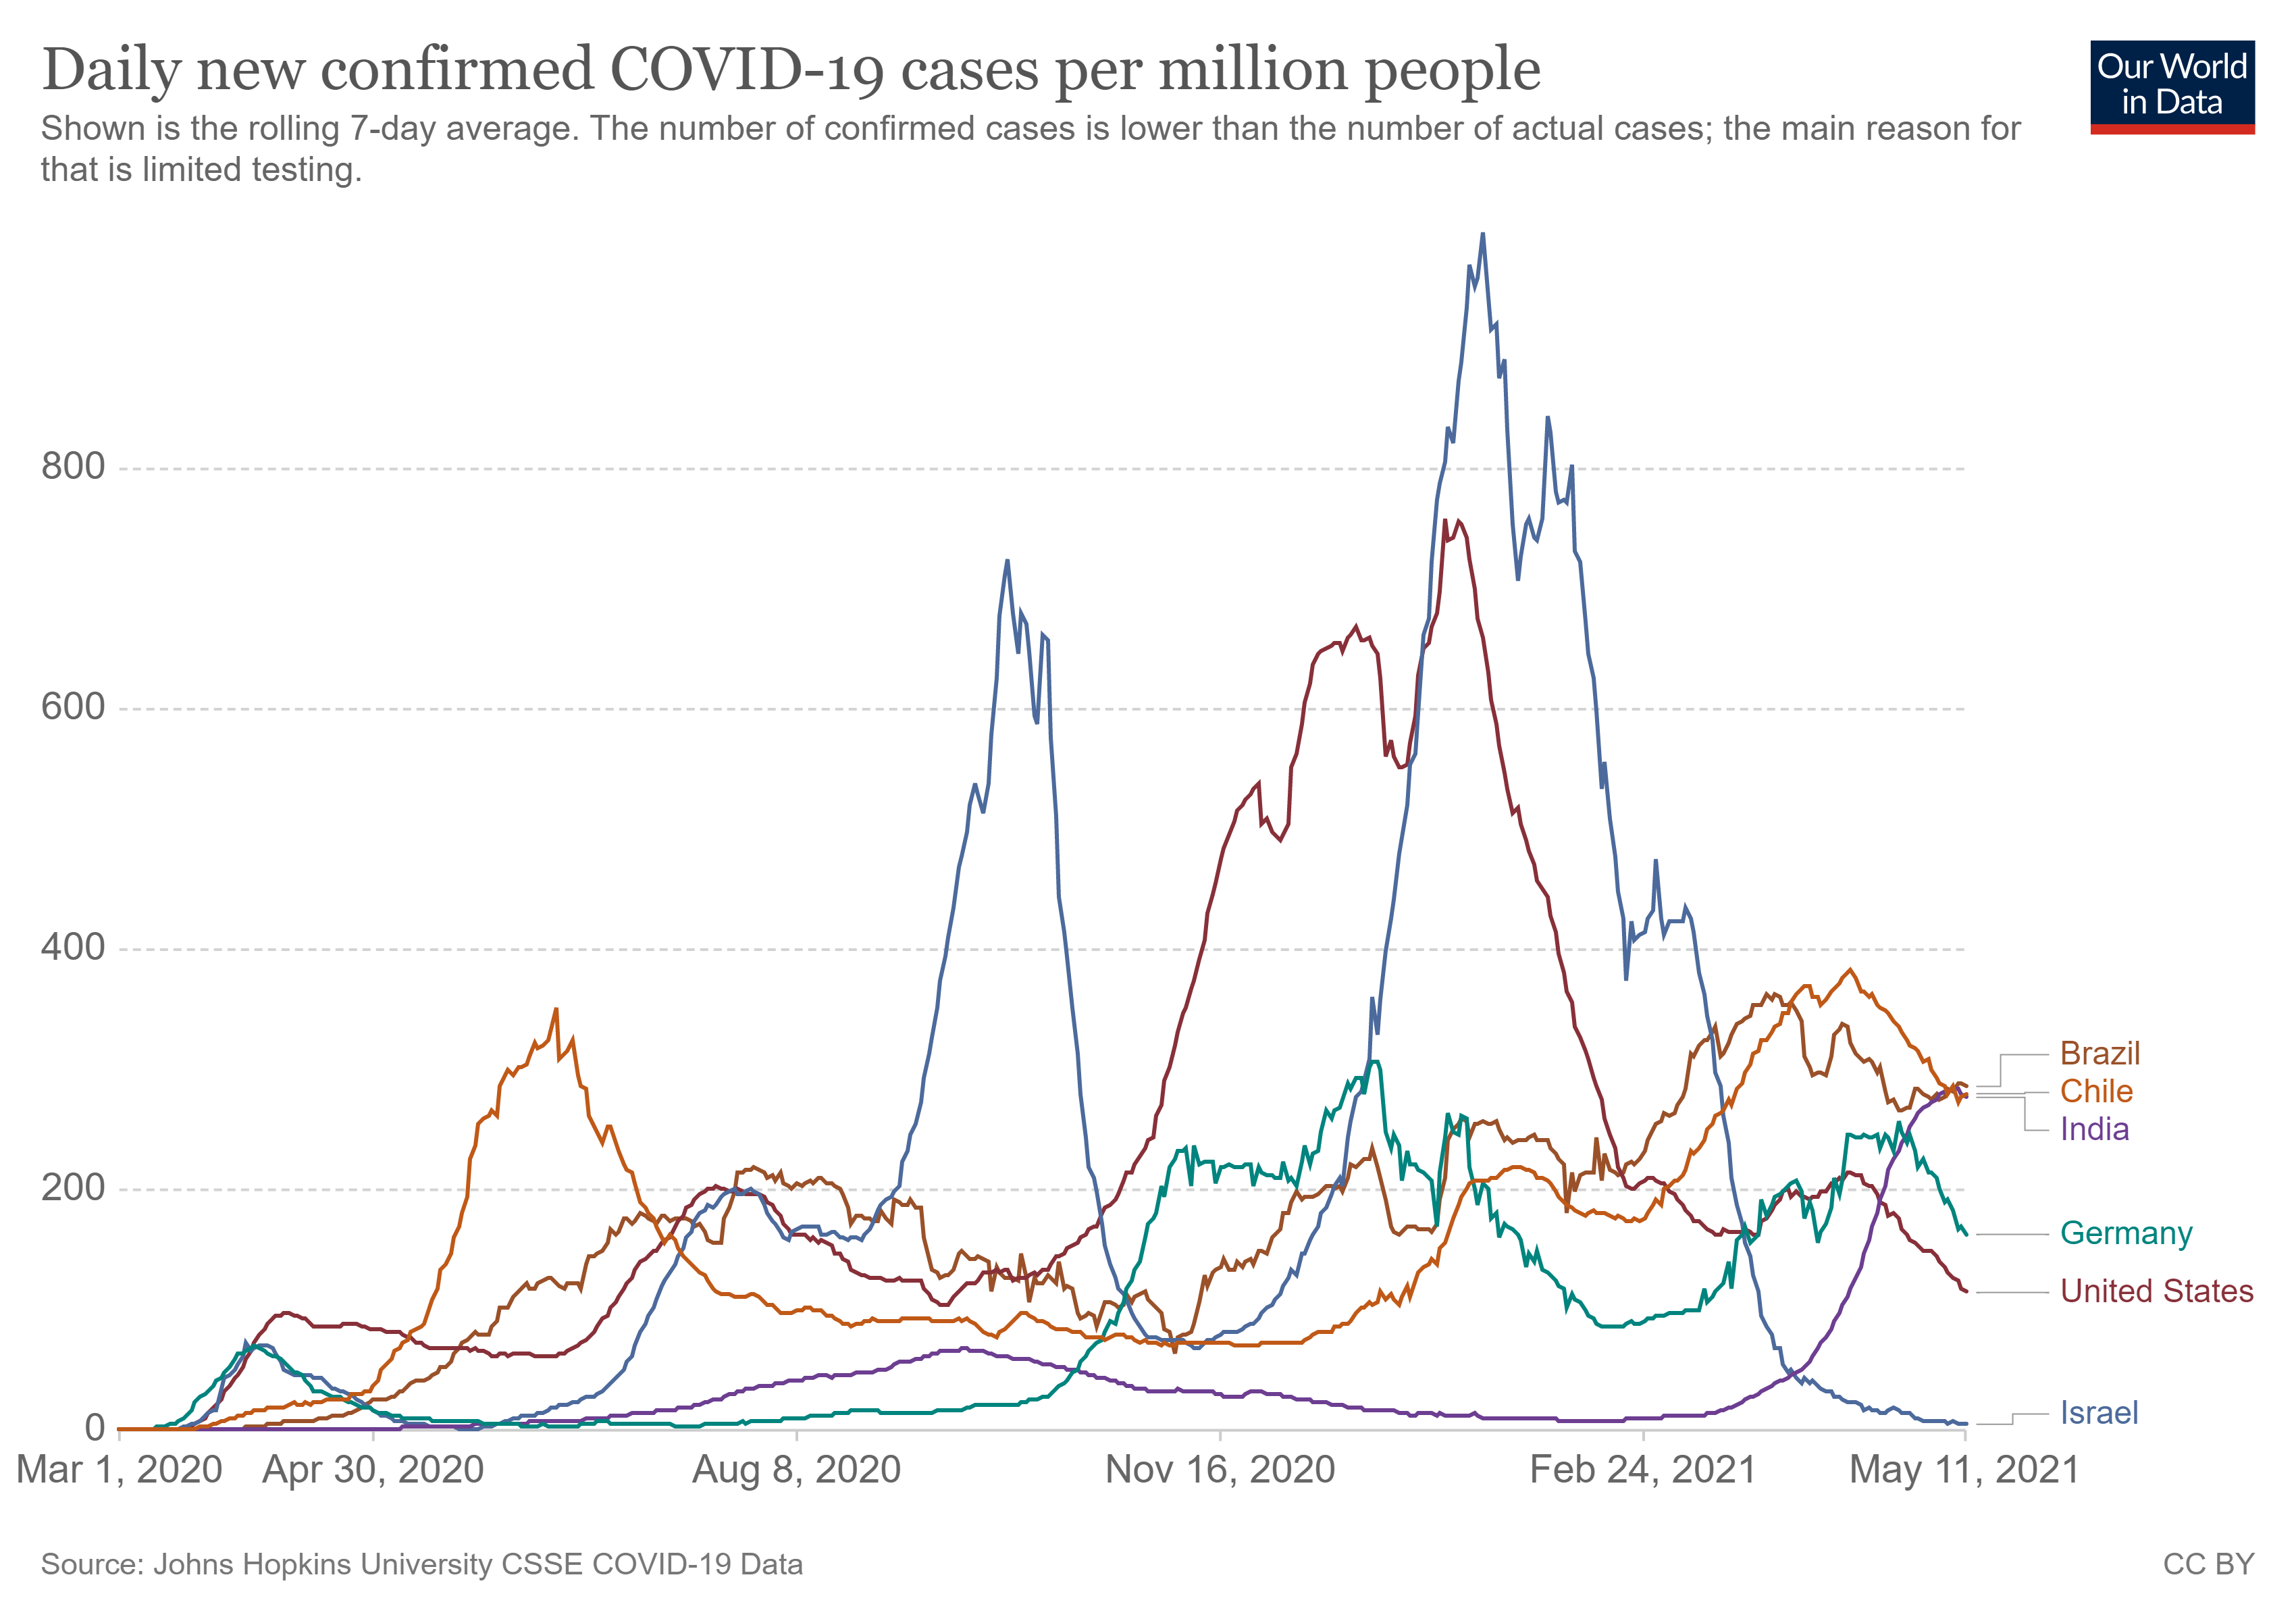 Daily new confirmed COVID-19 cases per million people
Our World
in Data
Shown is the rolling 7-day average. The number of confirmed cases is lower than the number of actual cases; the main reason for
that is limited testing.
800
600
400
200
0
Brazil
Chile
India
Germany
United States
Israel
Mar 1, 2020 Apr 30, 2020 Aug 8, 2020 Nov 16, 2020 Feb 24, 2021 May 11, 2021
Source: Johns Hopkins University CSSE COVID-19 Data CC BY